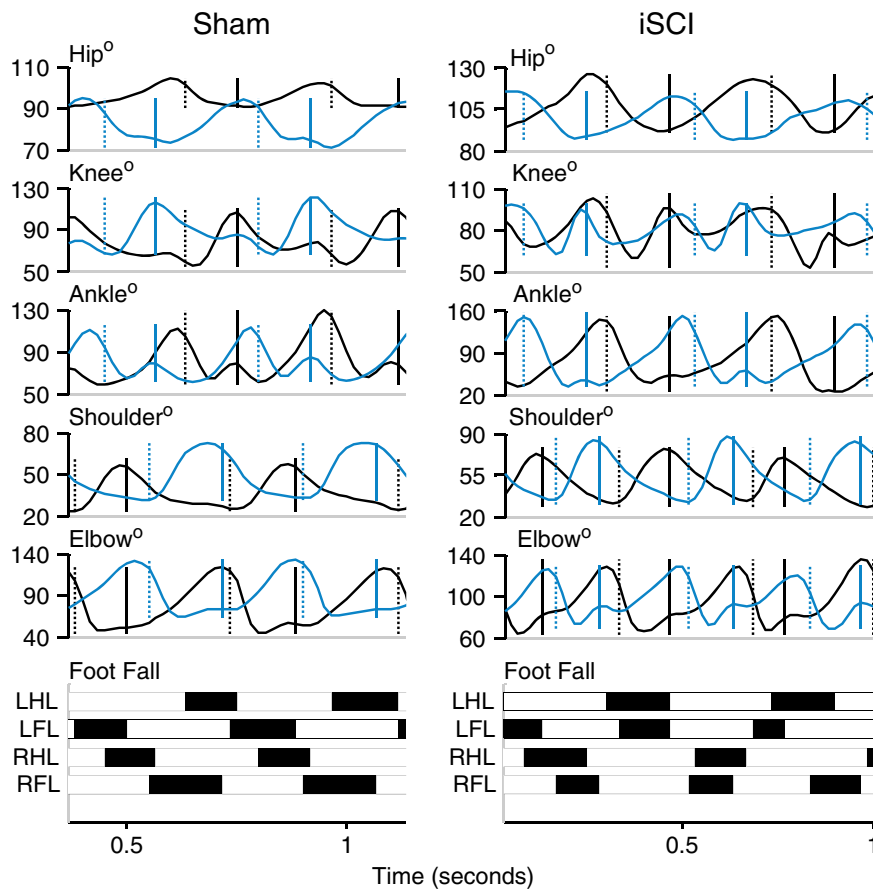 Sham
iSCI
Hip°
110
90
70
Hip°
130
105
80
Knee°
130
90
50
Knee°
110
80
50
Ankle°
130
90
50
Ankle°
160
90
20
Shoulder°
80
50
20
Shoulder°
90
55
20
Elbow°
140
90
40
Elbow°
140
100
60
Foot Fall
LHL
LFL
RHL
RFL
Foot Fall
LHL
LFL
RHL
RFL
0.5 1
0.5 1
Time (seconds)